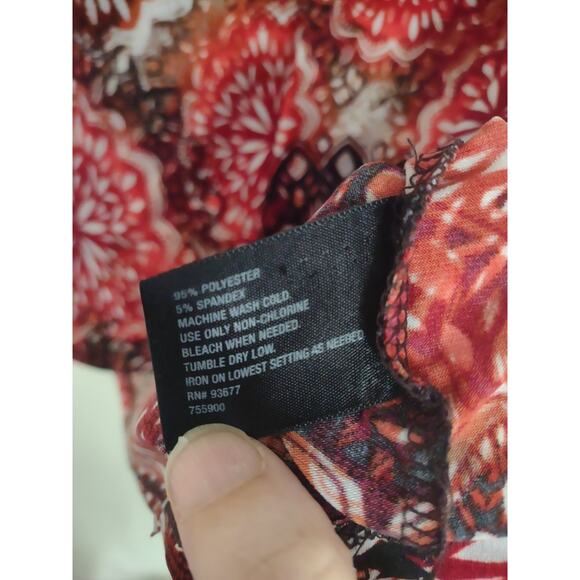 95% POLYESTER
5% SPANDEX
MACHINE WASH COLD.
USE ONLY NON-CHLORINE
BLEACH WHEN NEEDED.
TUMBLE DRY LOW.
IRON ON LOWEST SETTING AS NEEDED
RN# 93677
755900